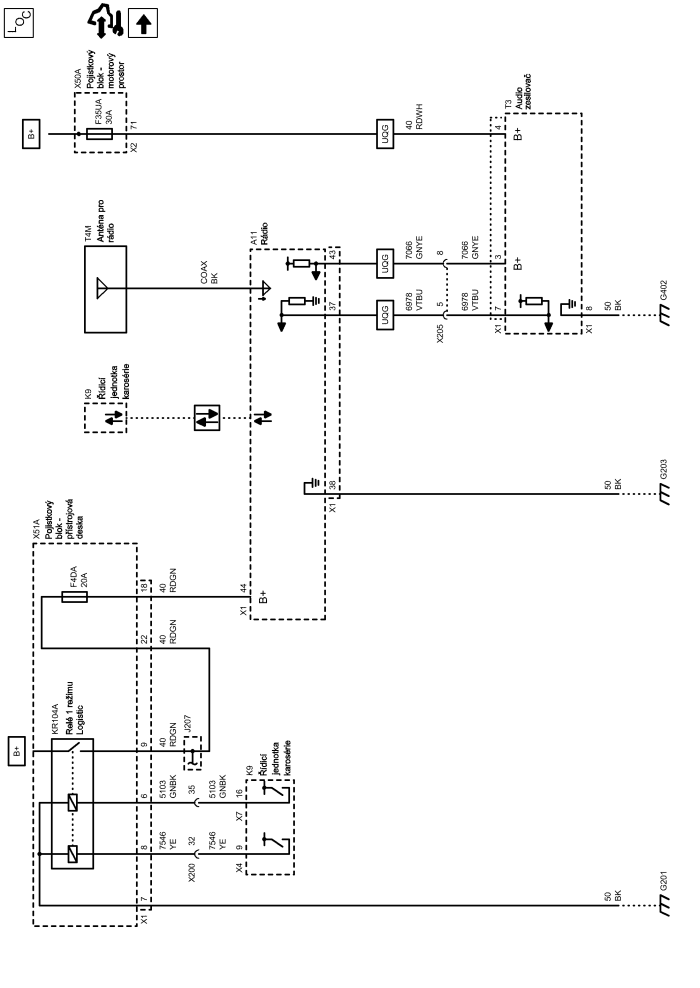 LOC
B+
KR104A
Relé 1 režimu
Logistic
X51A
Pojistkový
blok -
přístrojová
deska
F4DA
20A
X1
7
8
6
9
22
18
7546
YE
5103
GNBK
40
RDGN
40
RDGN
40
RDGN
J207
X200
32
35
7546
YE
5103
GNBK
X4
9
X7
16
K9
Řídicí
jednotka
karosérie
50
BK
G201
K9
Řídicí
jednotka
karosérie
T4M
Anténa pro
rádio
COAX
BK
A11
Rádio
X1
44
B+
X1
38
37
43
50
BK
G203
X50A
Pojistkový
blok -
motorový
prostor
B+
F35UA
30A
X2
71
UQG
UQG
UQG
6978
VTBU
7066
GNYE
40
RDWH
X205
5
8
6978
VTBU
7066
GNYE
T3
Audio
zesilovač
X1
7
3
4
B+
B+
X1
8
50
BK
G402